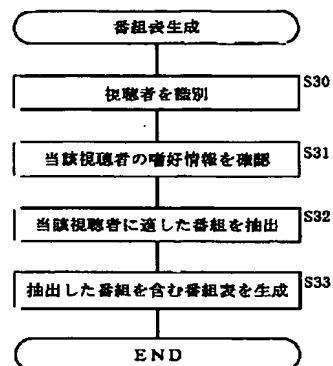 番組表生成
視聴者を識別
S30
当該視聴者の嗜好情報を確認
S31
当該視聴者に適した番組を抽出
S32
抽出した番組を含む番組表を生成
S33
END